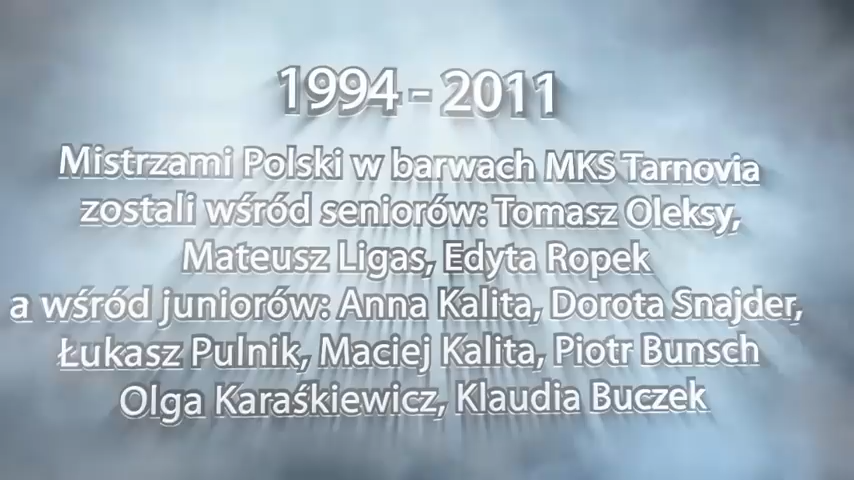 1994 - 2011
Mistrzami Polski w barwach MKS Tarnovia
zostali wśród seniorów: Tomasz Oleksy,
Mateusz Ligas, Edyta Ropek
a wśród juniorów: Anna Kalita, Dorota Snajder,
Łukasz Pulnik, Maciej Kalita, Piotr Bunsch
Olga Karaśkiewicz, Klaudia Buczek